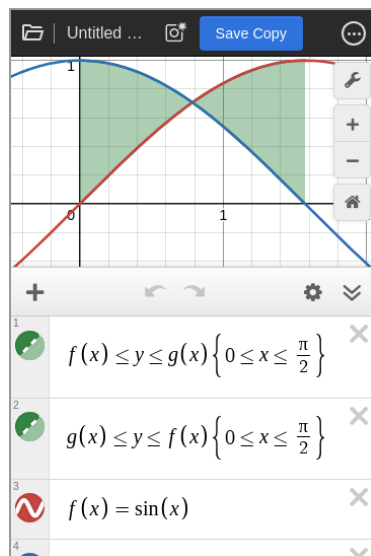 Untitled ... Save Copy
1
0 1
1
f(x) ≤ y ≤ g(x) {0 ≤ x ≤ π/2}
2
g(x) ≤ y ≤ f(x) {0 ≤ x ≤ π/2}
3
f(x) = sin(x)
4